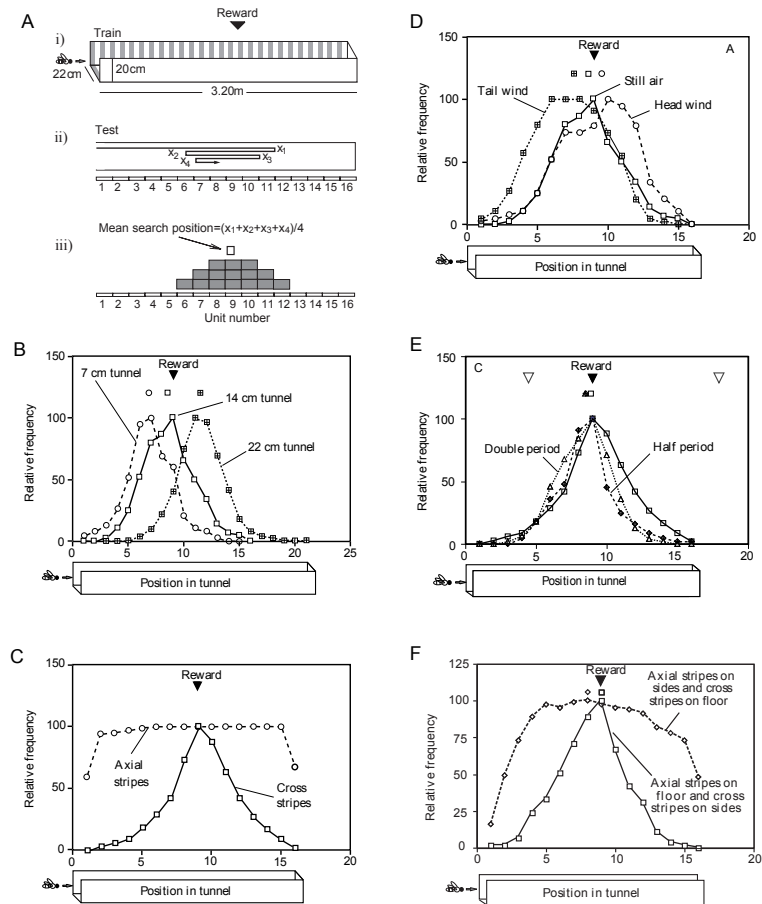 A
Reward
i)
Train
22cm
20cm
3.20m
ii)
Test
x1
x2
x3
x4
1 2 3 4 5 6 7 8 9 10 11 12 13 14 15 16
Mean search position=(x1+x2+x3+x4)/4
iii)
1 2 3 4 5 6 7 8 9 10 11 12 13 14 15 16
Unit number
B
150
Reward
7 cm tunnel
14 cm tunnel
100
Relative frequency
22 cm tunnel
50
0
0 5 10 15 20 25
Position in tunnel
C
150
Reward
100
Relative frequency
Axial
stripes
Cross
stripes
50
0
0 5 10 15 20
Position in tunnel
D
150
Reward
A
Still air
Tail wind
Head wind
100
Relative frequency
50
0
0 5 10 15 20
Position in tunnel
E
150
C
Reward
100
Relative frequency
Double period
Half period
50
0
0 5 10 15 20
Position in tunnel
F
125
Reward
Axial stripes on
sides and cross
stripes on floor
100
Relative frequency
75
50
Axial stripes on
floor and cross
stripes on sides
25
0
0 5 10 15 20
Position in tunnel